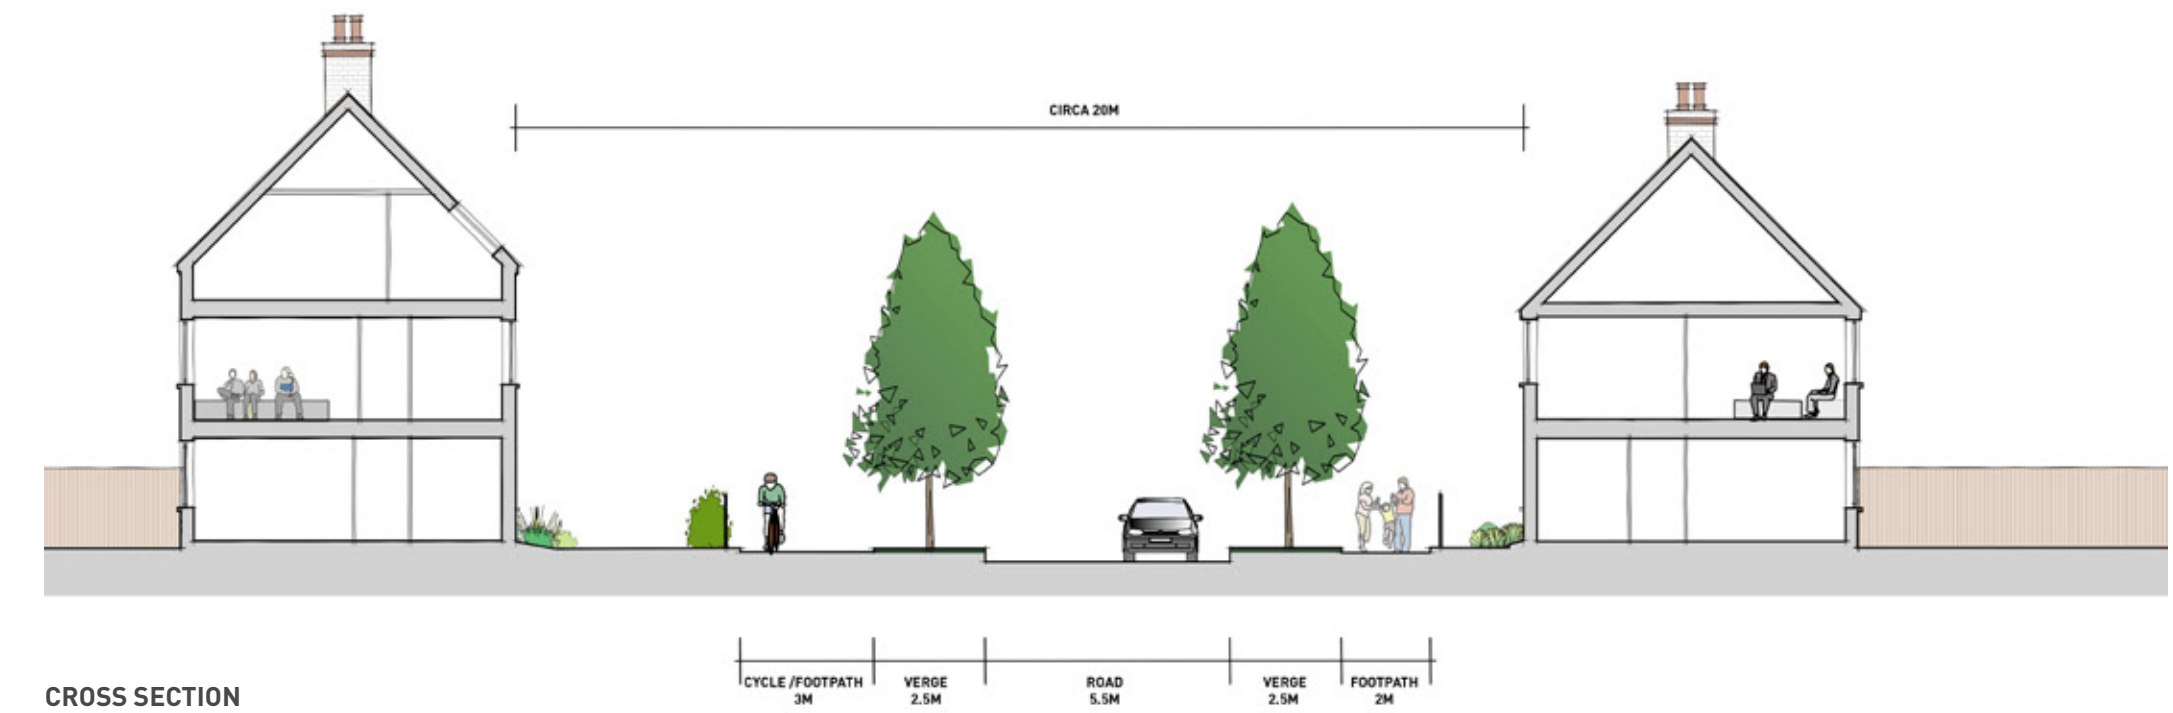 CIRCA 20M
CYCLE /FOOTPATH
3M
VERGE
2.5M
ROAD
5.5M
VERGE
2.5M
FOOTPATH
2M
CROSS SECTION